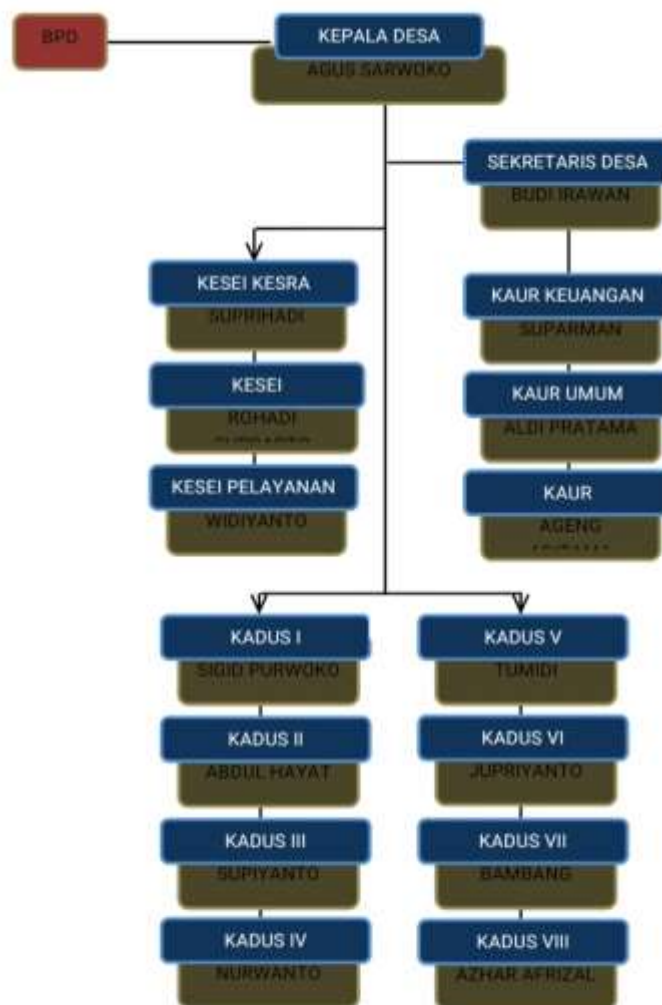 BPD
KEPALA DESA
AGUS SARWOKO
SEKRETARIS DESA
BUDI IRAWAN
KESEI KESRA
SUPRIHADI
KAUR KEUANGAN
SUPARMAN
KESEI
ROHADI
KAUR UMUM
ALDI PRATAMA
KESEI PELAYANAN
WIDIYANTO
KAUR
AGENG
KADUS I
SIGID PURWOKO
KADUS V
TUMIDI
KADUS II
ABDUL HAYAT
KADUS VI
JUPRIYANTO
KADUS III
SUPIYANTO
KADUS VII
BAMBANG
KADUS IV
NURWANTO
KADUS VIII
AZHAR AFRIZAL